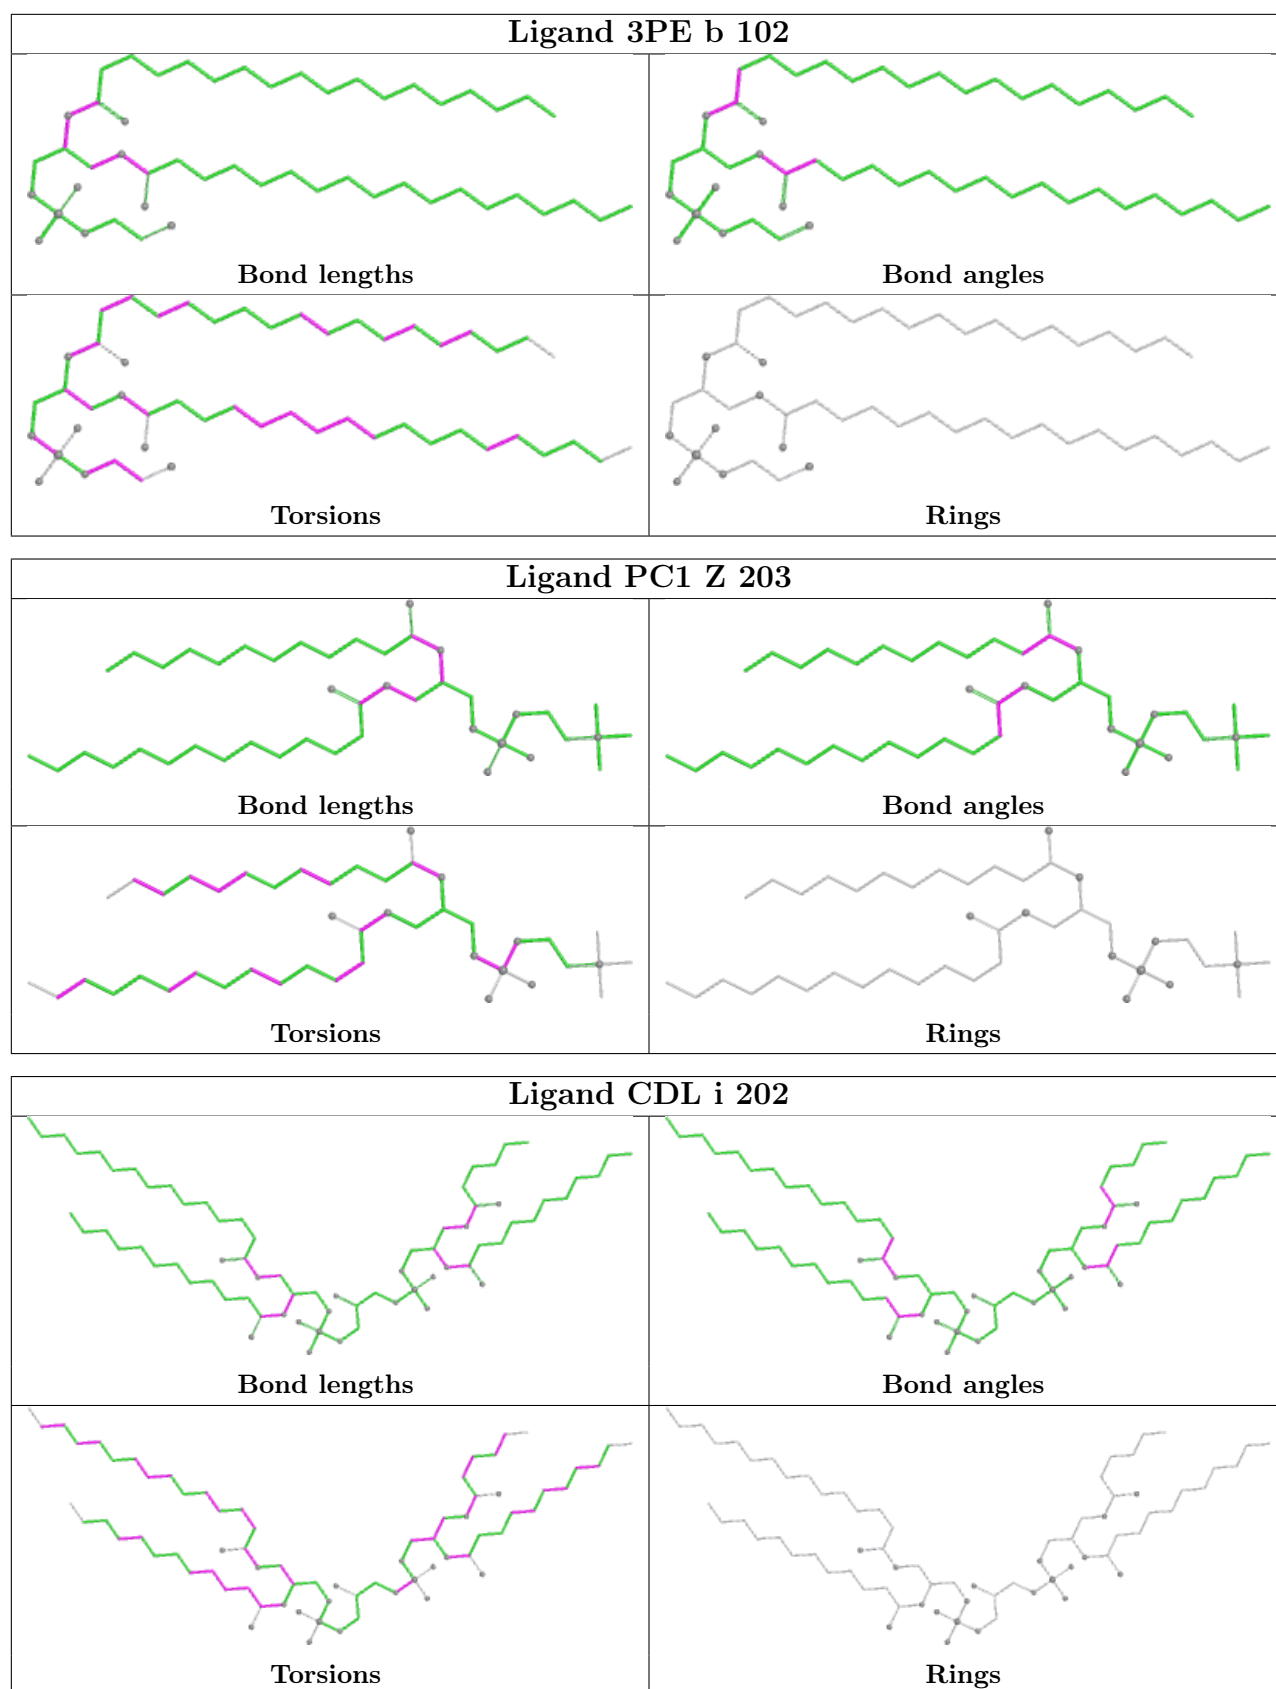 Ligand 3PE b 102
Bond lengths
Bond angles
Torsions
Rings
Ligand PC1 Z 203
Bond lengths
Bond angles
Torsions
Rings
Ligand CDL i 202
Bond lengths
Bond angles
Torsions
Rings